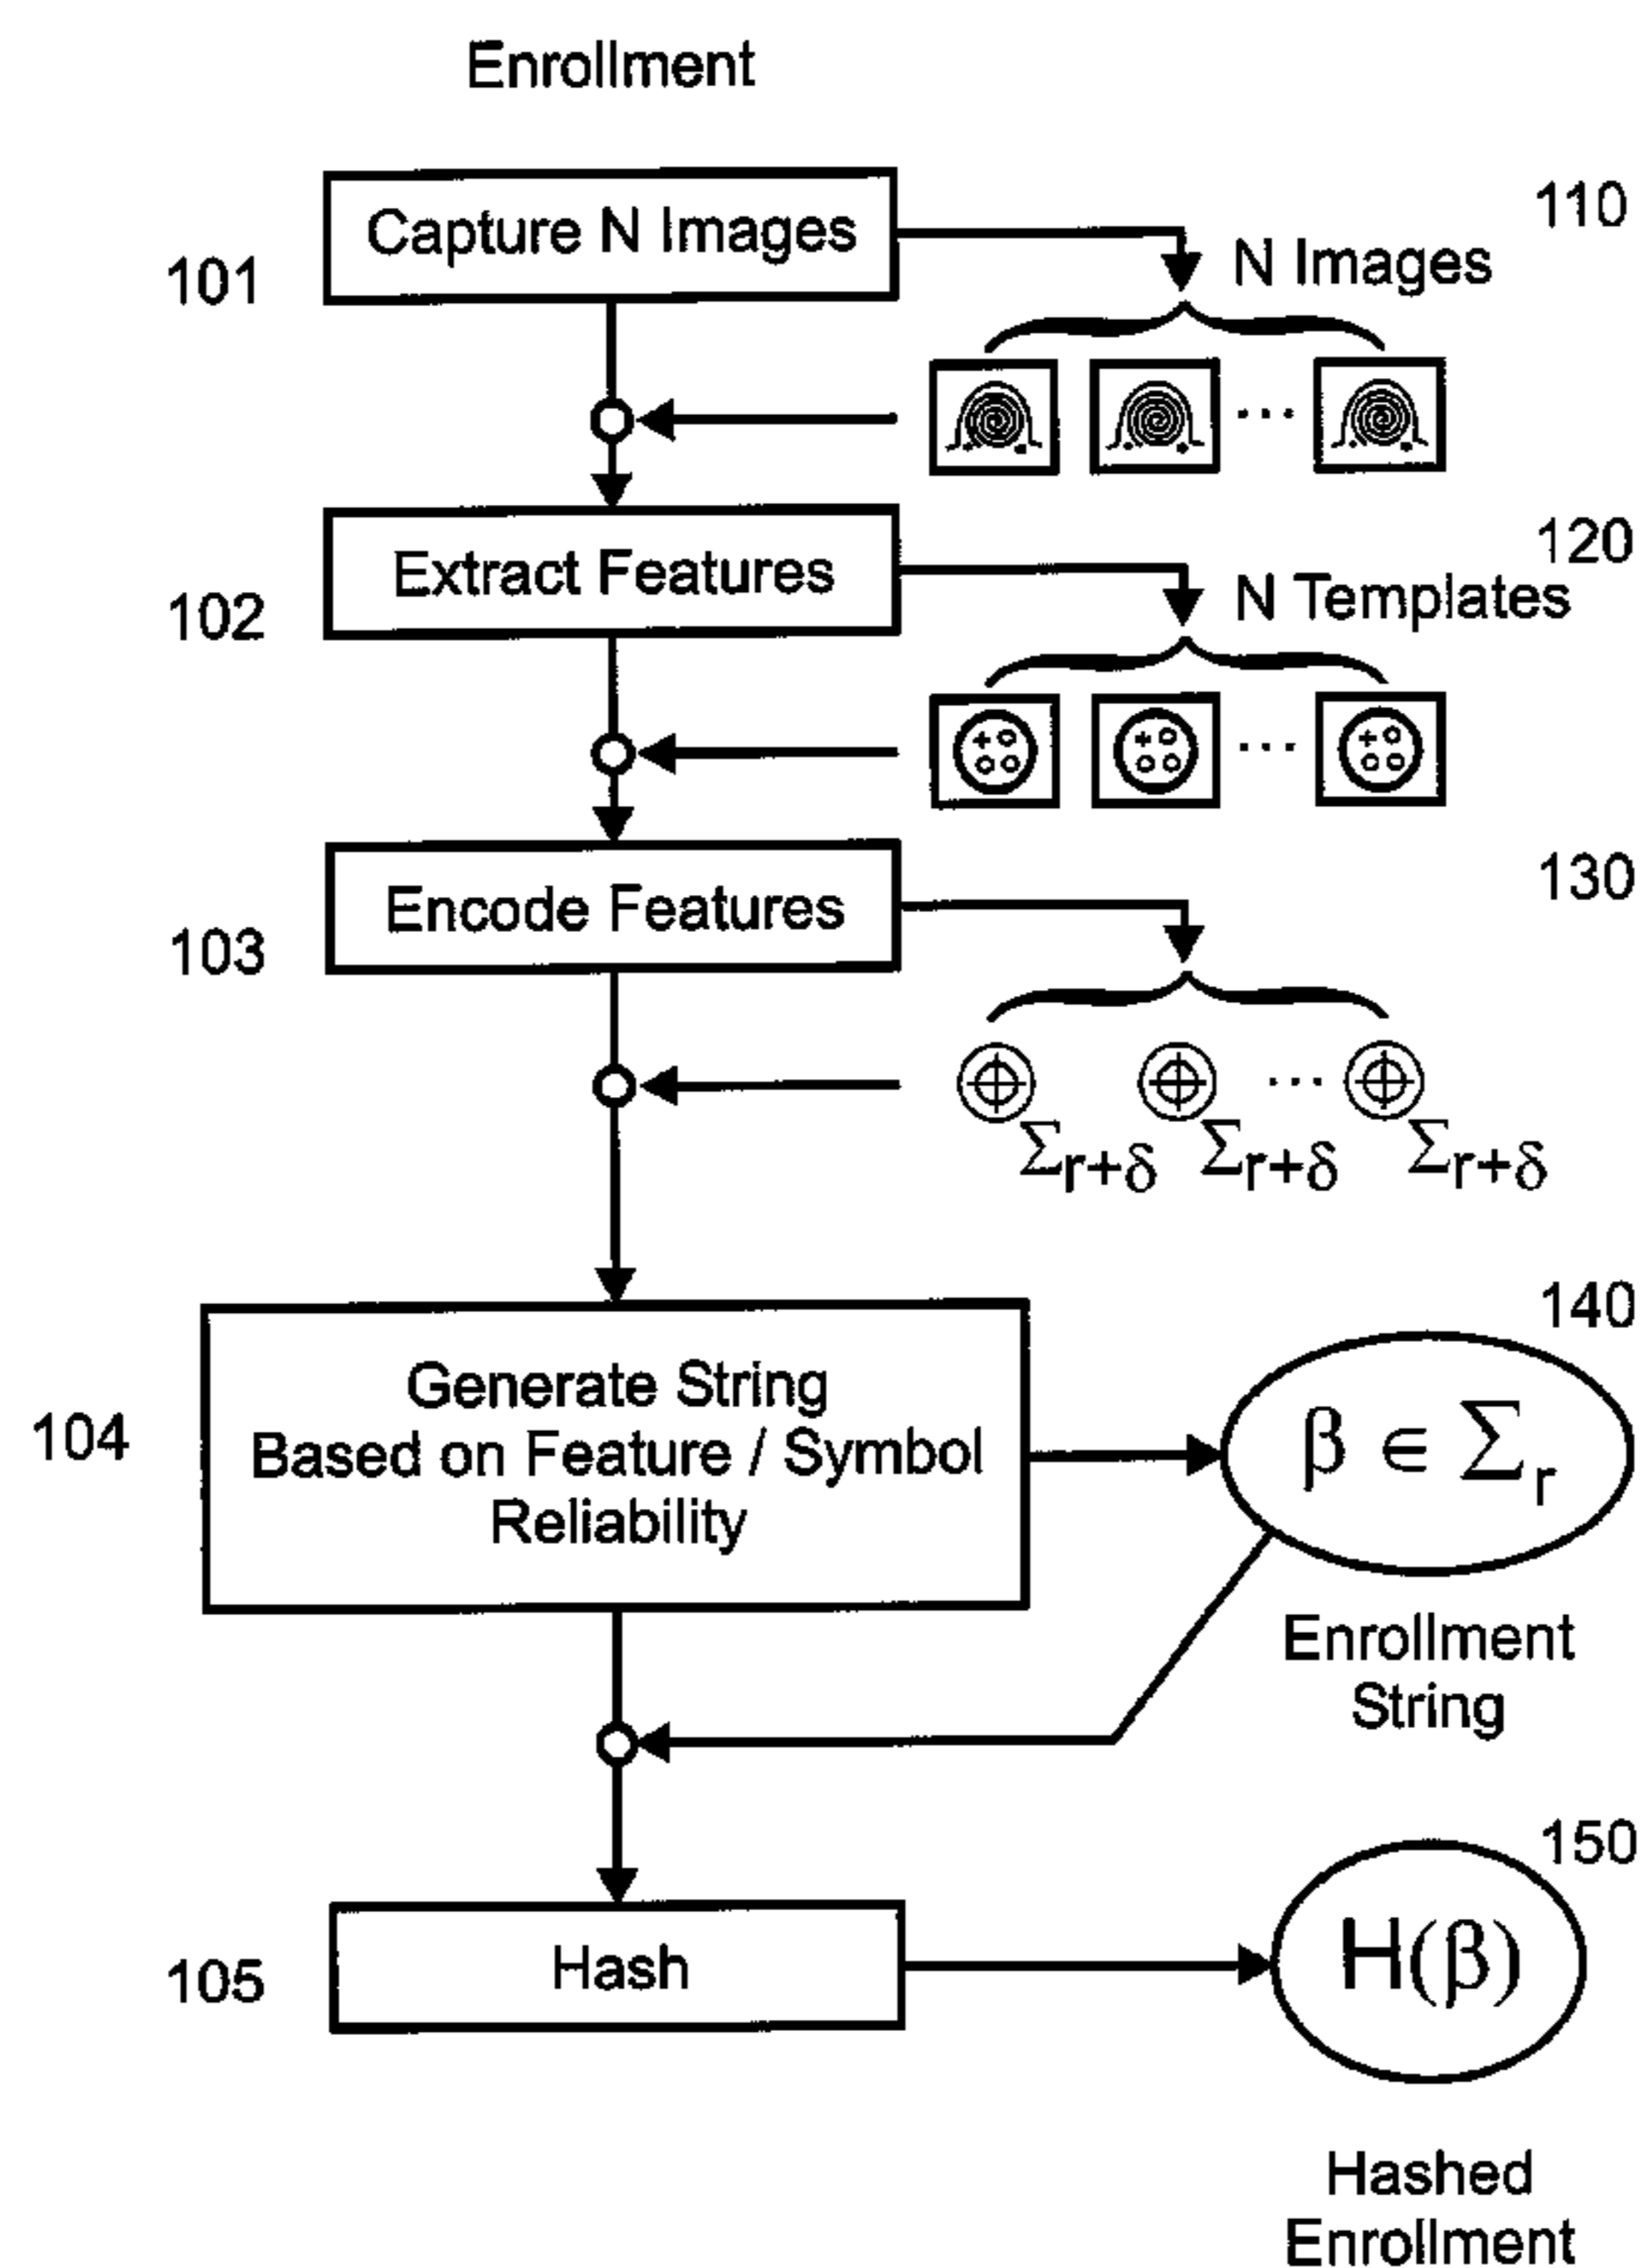 Enrollment
Capture N Images
101
110
N Images
...
Extract Features
102
120
N Templates
...
Encode Features
103
130
...
Σr+δ Σr+δ Σr+δ
Generate String
Based on Feature / Symbol
Reliability
104
140
β ∈ Σr
Enrollment
String
Hash
105
150
H(β)
Hashed
Enrollment